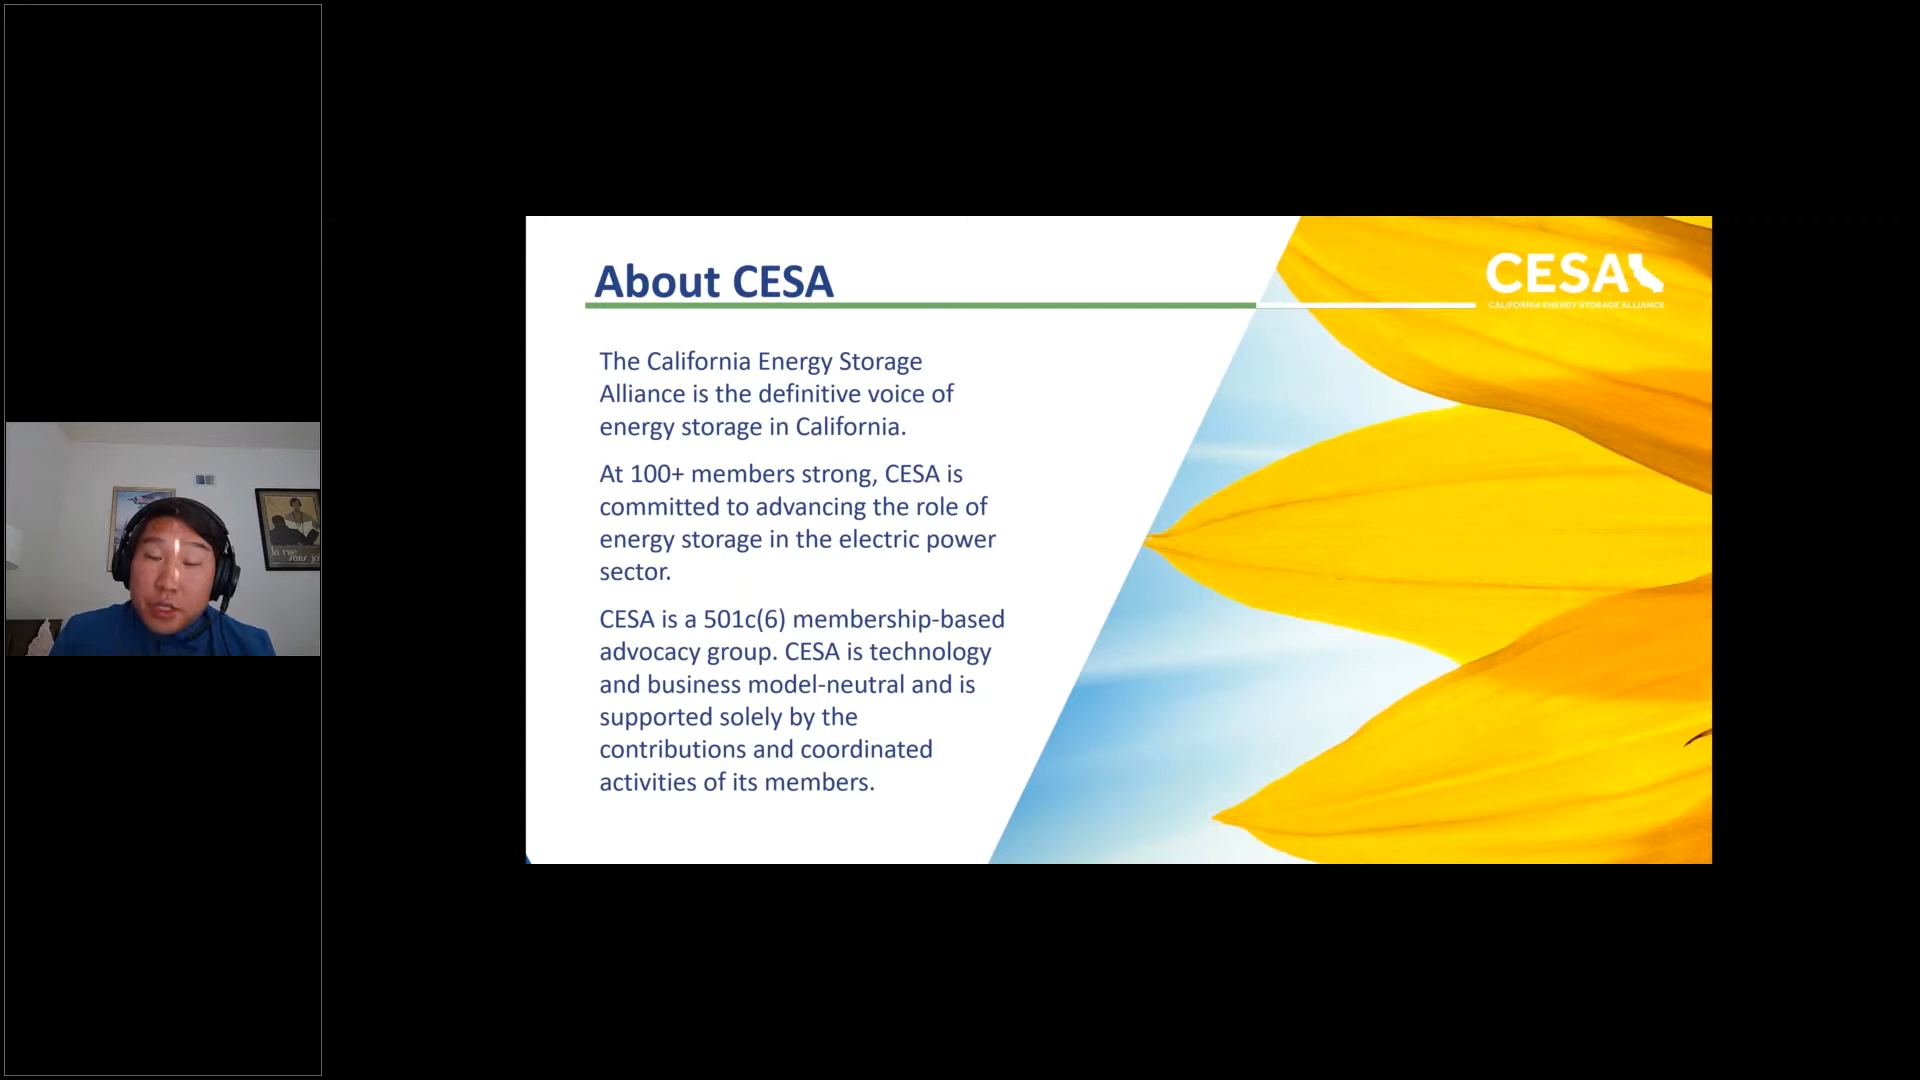 About CESA
CESA
CALIFORNIA ENERGY STORAGE ALLIANCE
The California Energy Storage
Alliance is the definitive voice of
energy storage in California.
At 100+ members strong, CESA is
committed to advancing the role of
energy storage in the electric power
sector.
CESA is a 501c(6) membership-based
advocacy group. CESA is technology
and business model-neutral and is
supported solely by the
contributions and coordinated
activities of its members.
la rue